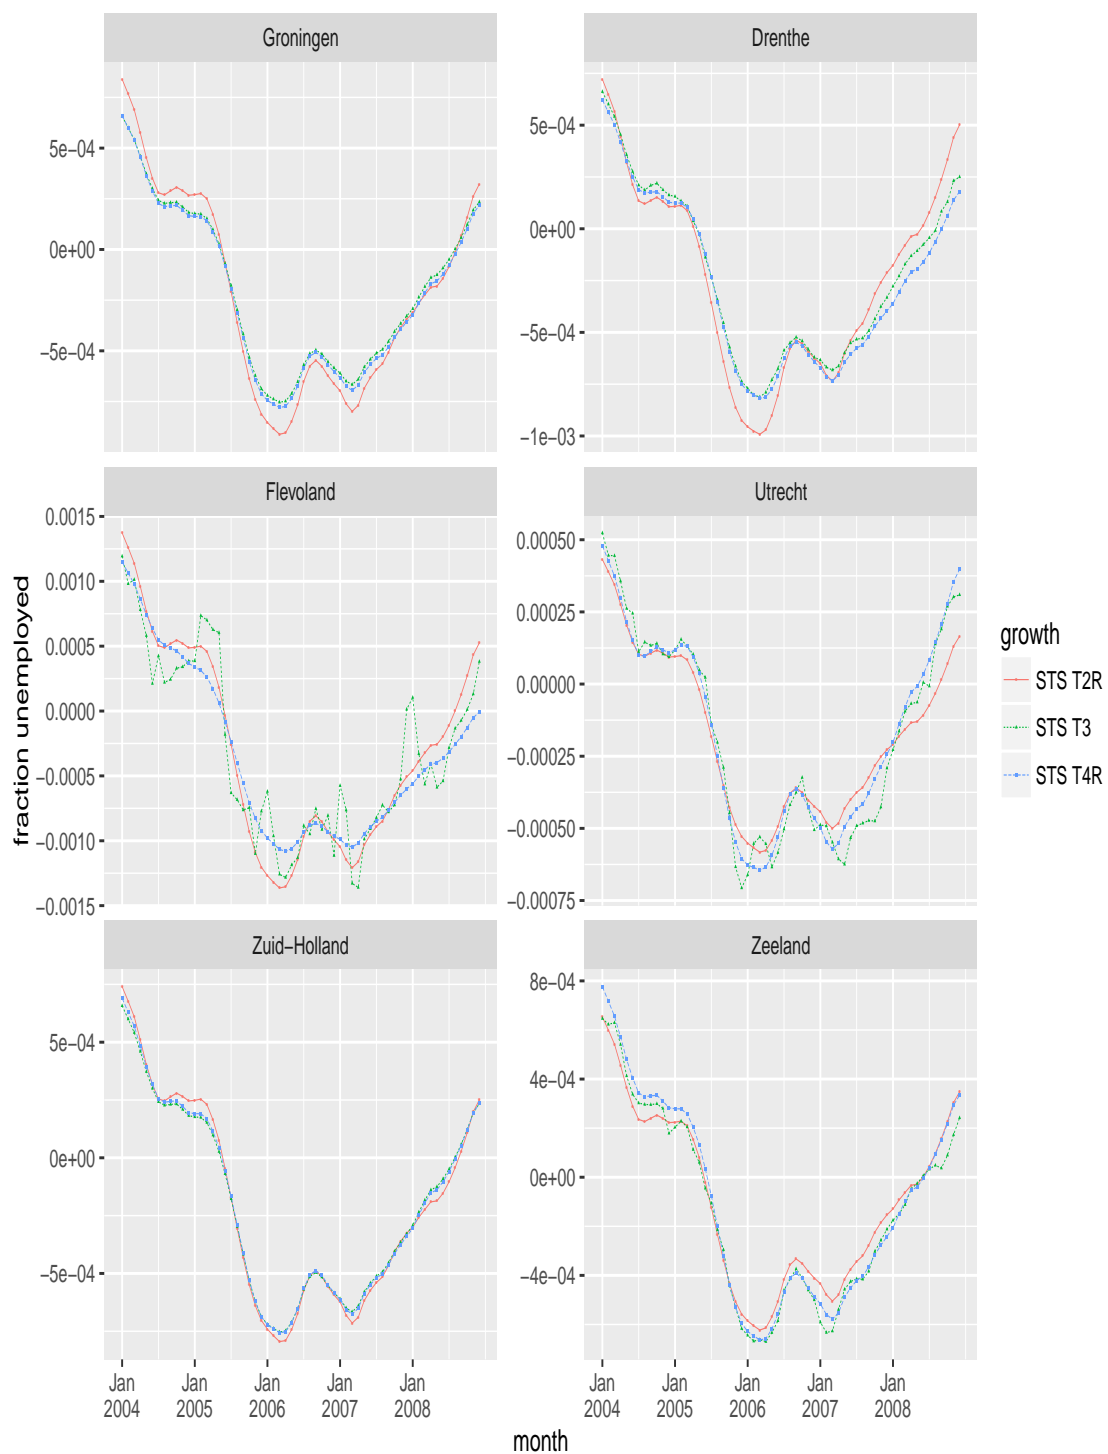 Groningen
Drenthe
5e−04
0e+00
−5e−04
5e−04
0e+00
−5e−04
−1e−03
Flevoland
Utrecht
0.0015
0.0010
0.0005
0.0000
−0.0005
−0.0010
−0.0015
0.00050
0.00025
0.00000
−0.00025
−0.00050
−0.00075
fraction unemployed
growth
STS T2R
STS T3
STS T4R
Zuid−Holland
Zeeland
5e−04
0e+00
−5e−04
8e−04
4e−04
0e+00
−4e−04
Jan
2004
Jan
2005
Jan
2006
Jan
2007
Jan
2008
Jan
2004
Jan
2005
Jan
2006
Jan
2007
Jan
2008
month